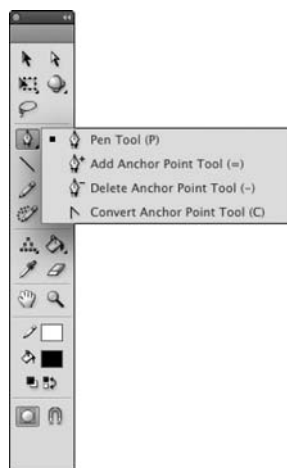 Pen Tool (P)
Add Anchor Point Tool (=)
Delete Anchor Point Tool (-)
Convert Anchor Point Tool (C)